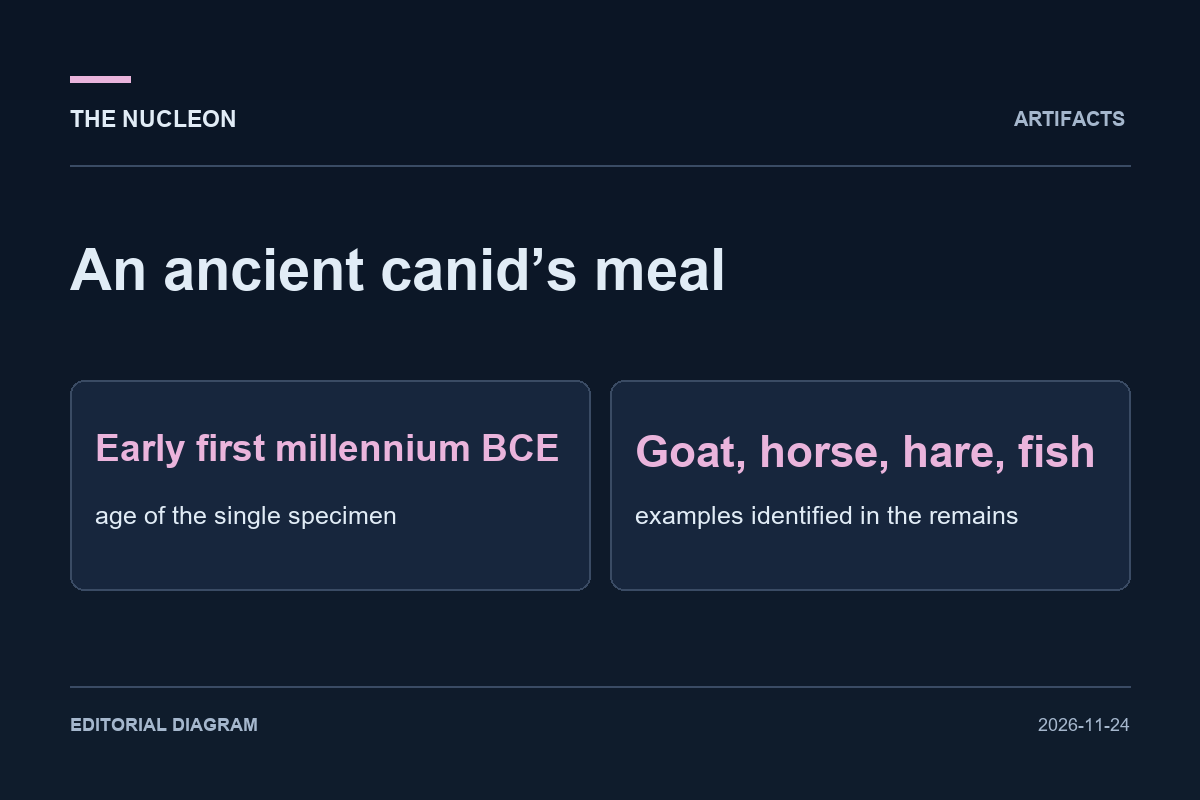 THE NUCLEON
ARTIFACTS
An ancient canid’s meal
Early first millennium BCE
age of the single specimen
Goat, horse, hare, fish
examples identified in the remains
EDITORIAL DIAGRAM
2026-11-24